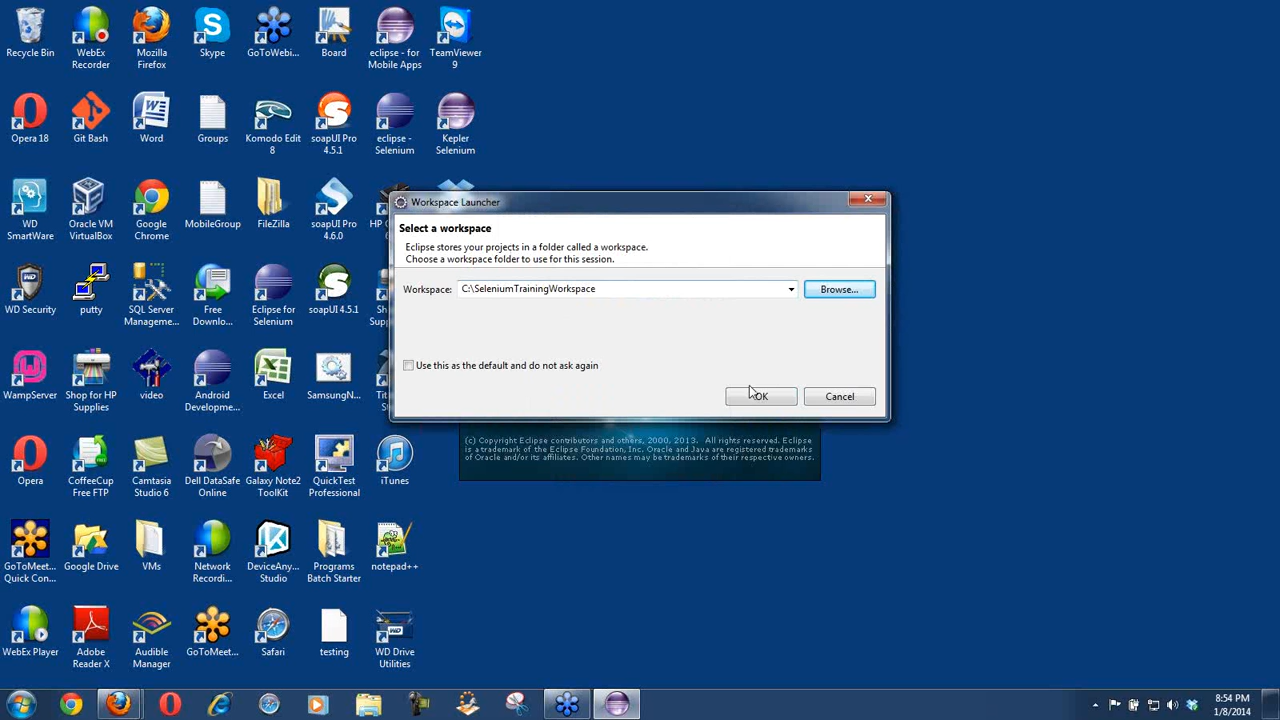 Recycle Bin
WebEx
Recorder
Mozilla
Firefox
Skype
GoToWebi...
Board
eclipse - for
Mobile Apps
TeamViewer
9
Opera 18
Git Bash
Word
Groups
Komodo Edit
8
soapUI Pro
4.5.1
eclipse -
Selenium
Kepler
Selenium
WD
SmartWare
Oracle VM
VirtualBox
Google
Chrome
MobileGroup
FileZilla
soapUI Pro
4.6.0
Workspace Launcher
Select a workspace
Eclipse stores your projects in a folder called a workspace.
Choose a workspace folder to use for this session.
Workspace: C:\SeleniumTrainingWorkspace Browse...
Use this as the default and do not ask again
OK Cancel
(c) Copyright Eclipse contributors and others, 2000, 2013. All rights reserved. Eclipse
is a trademark of the Eclipse Foundation, Inc. Oracle and Java are registered trademarks
of Oracle and/or its affiliates. Other names may be trademarks of their respective owners.
WD Security
putty
SQL Server
Manageme...
Free
Downlo...
Eclipse for
Selenium
soapUI 4.5.1
WampServer
Shop for HP
Supplies
video
Android
Developme...
Excel
SamsungN...
Opera
CoffeeCup
Free FTP
Camtasia
Studio 6
Dell DataSafe
Online
Galaxy Note2
ToolKit
QuickTest
Professional
iTunes
GoToMeet...
Quick Con...
Google Drive
VMs
Network
Recordi...
DeviceAny...
Studio
Programs
Batch Starter
notepad++
WebEx Player
Adobe
Reader X
Audible
Manager
GoToMeet...
Safari
testing
WD Drive
Utilities
8:54 PM
1/8/2014